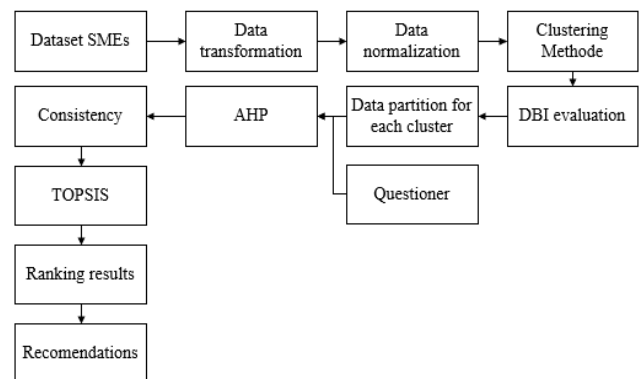 Dataset SMEs
Data
transformation
Data
normalization
Clustering
Methode
DBI evaluation
Data partition for
each cluster
Questioner
AHP
Consistency
TOPSIS
Ranking results
Recomendations